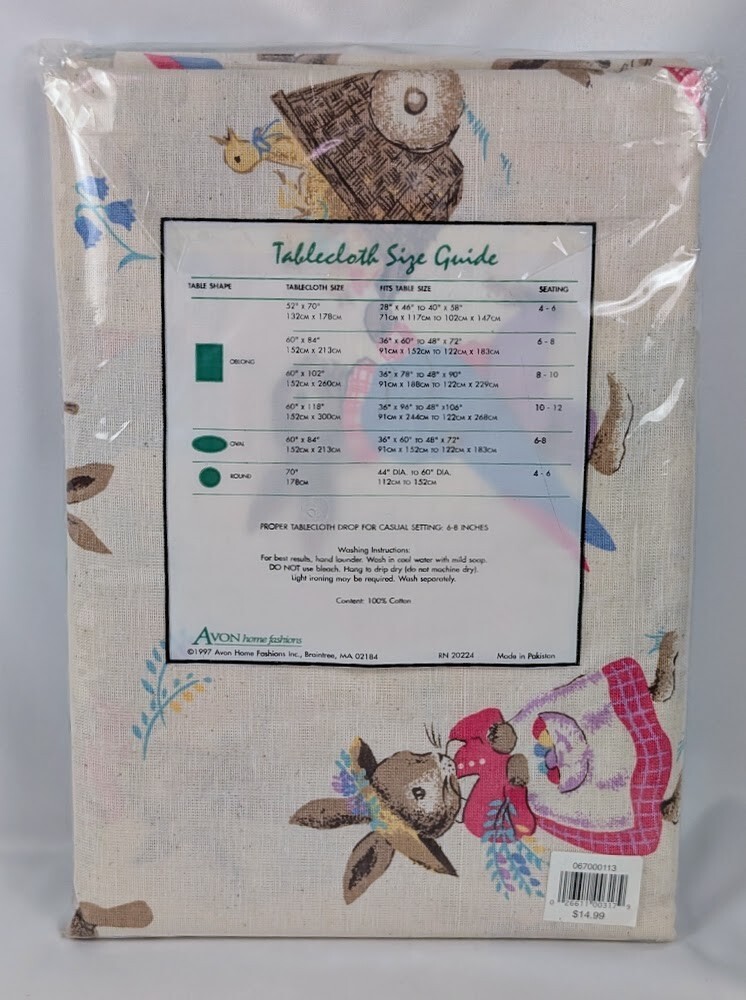 Tablecloth Size Guide
TABLE SHAPE TABLECLOTH SIZE FITS TABLE SIZE SEATING
52" x 70" 28" x 46" TO 40" x 58" 4 - 6
132CM x 178CM 71CM x 117CM TO 102CM x 147CM
60" x 84" 36" x 60" TO 48" x 72" 6 - 8
152CM x 213CM 91CM x 152CM TO 122CM x 183CM
OBLONG
60" x 102" 36" x 78" TO 48" x 90" 8 - 10
152CM x 260CM 91CM x 188CM TO 122CM x 229CM
60" x 118" 36" x 96" TO 48" x106" 10 - 12
152CM x 300CM 91CM x 244CM TO 122CM x 268CM
OVAL 60" x 84" 36" x 60" TO 48" x 72" 6-8
152CM x 213CM 91CM x 152CM TO 122CM x 183CM
ROUND 70" 44" DIA. TO 60" DIA. 4 - 6
178CM 112CM TO 152CM
PROPER TABLECLOTH DROP FOR CASUAL SETTING: 6-8 INCHES
Washing Instructions:
For best results, hand launder. Wash in cool water with mild soap.
DO NOT use bleach. Hang to drip dry (do not machine dry).
Light ironing may be required. Wash separately.
Content: 100% Cotton
AVON home fashions
©1997 Avon Home Fashions Inc., Braintree, MA 02184 RN 20224 Made in Pakistan
067000113
0 26611 00317 9
$14.99